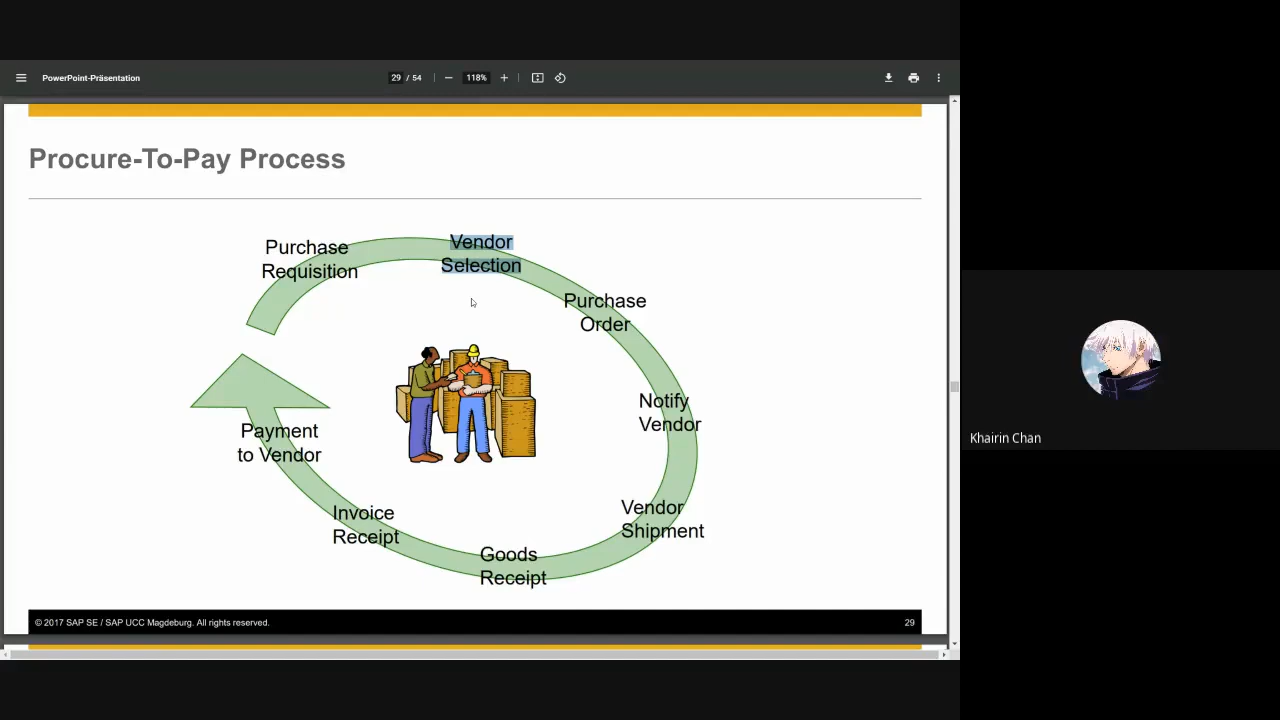 PowerPoint-Präsentation
29 / 54
118%
Procure-To-Pay Process
Purchase
Requisition
Vendor
Selection
Purchase
Order
Notify
Vendor
Vendor
Shipment
Goods
Receipt
Invoice
Receipt
Payment
to Vendor
© 2017 SAP SE / SAP UCC Magdeburg. All rights reserved.
29
Khairin Chan